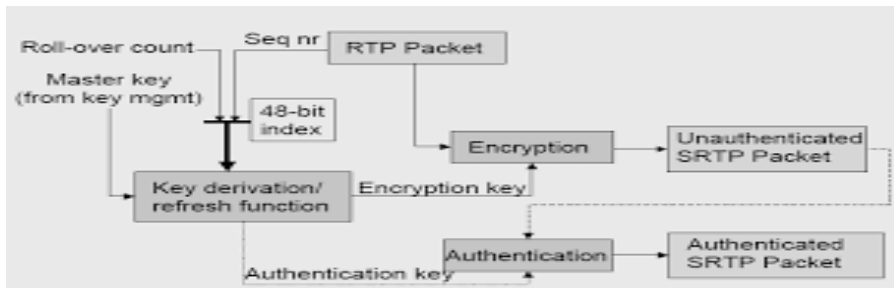 Roll-over count
Seq nr
RTP Packet
Master key
(from key mgmt)
48-bit
index
Encryption
Unauthenticated
SRTP Packet
Key derivation/
refresh function
Encryption key
Authentication
Authenticated
SRTP Packet
Authentication key